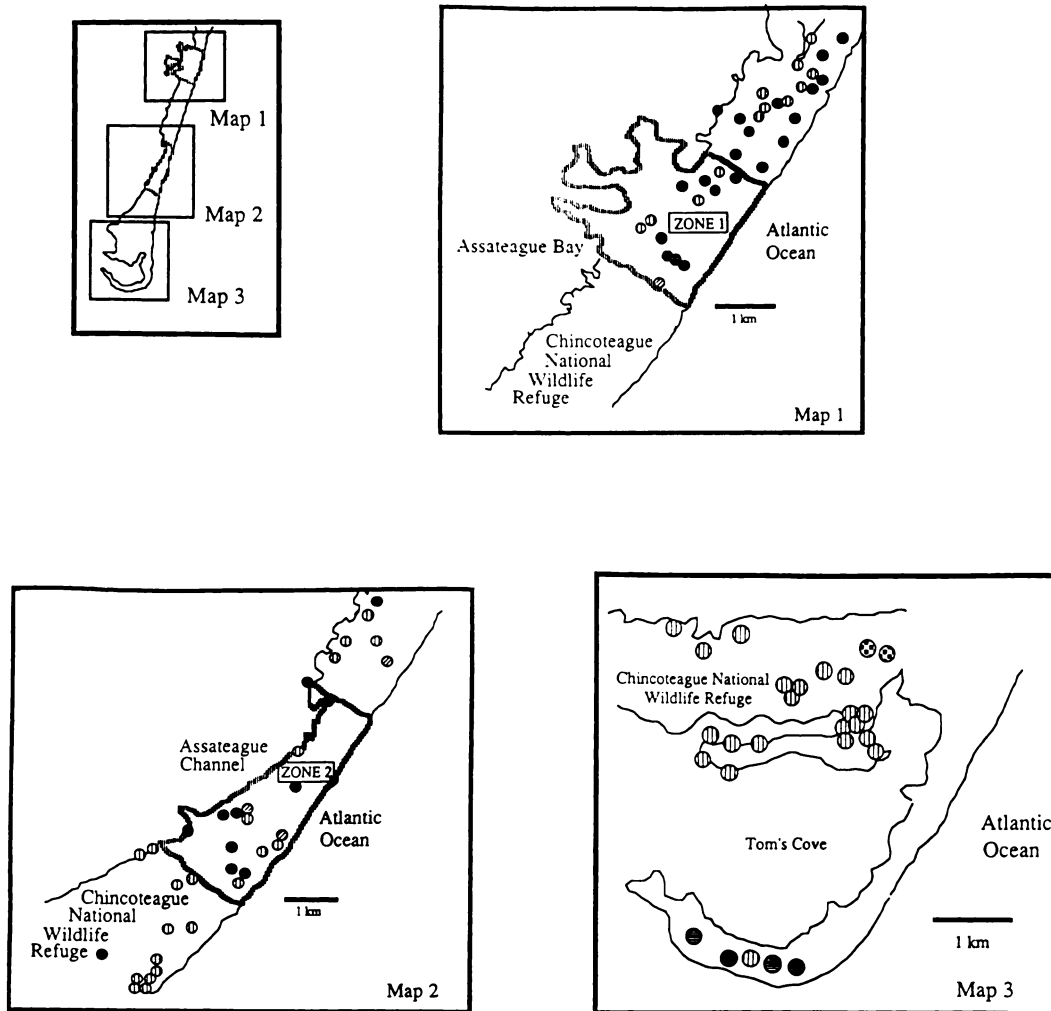 Map 1
Map 2
Map 3
ZONE 1
Assateague Bay
Atlantic
Ocean
1 km
Chincoteague
National
Wildlife
Refuge
Map 1
Assateague
Channel
ZONE 2
Atlantic
Ocean
Chincoteague
National
Wildlife
Refuge
1 km
Map 2
Chincoteague National
Wildlife Refuge
Tom's Cove
Atlantic
Ocean
1 km
Map 3